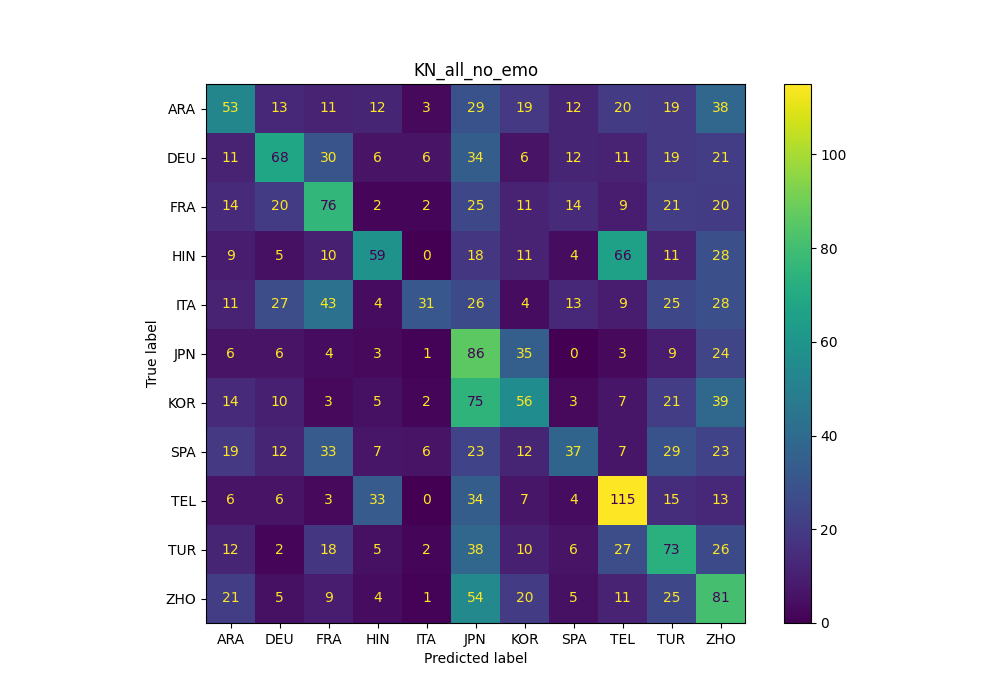 KN_all_no_emo
True label
ARA 53 13 11 12 3 29 19 12 20 19 38
DEU 11 68 30 6 6 34 6 12 11 19 21
FRA 14 20 76 2 2 25 11 14 9 21 20
HIN 9 5 10 59 0 18 11 4 66 11 28
ITA 11 27 43 4 31 26 4 13 9 25 28
JPN 6 6 4 3 1 86 35 0 3 9 24
KOR 14 10 3 5 2 75 56 3 7 21 39
SPA 19 12 33 7 6 23 12 37 7 29 23
TEL 6 6 3 33 0 34 7 4 115 15 13
TUR 12 2 18 5 2 38 10 6 27 73 26
ZHO 21 5 9 4 1 54 20 5 11 25 81
ARA DEU FRA HIN ITA JPN KOR SPA TEL TUR ZHO
Predicted label
100
80
60
40
20
0